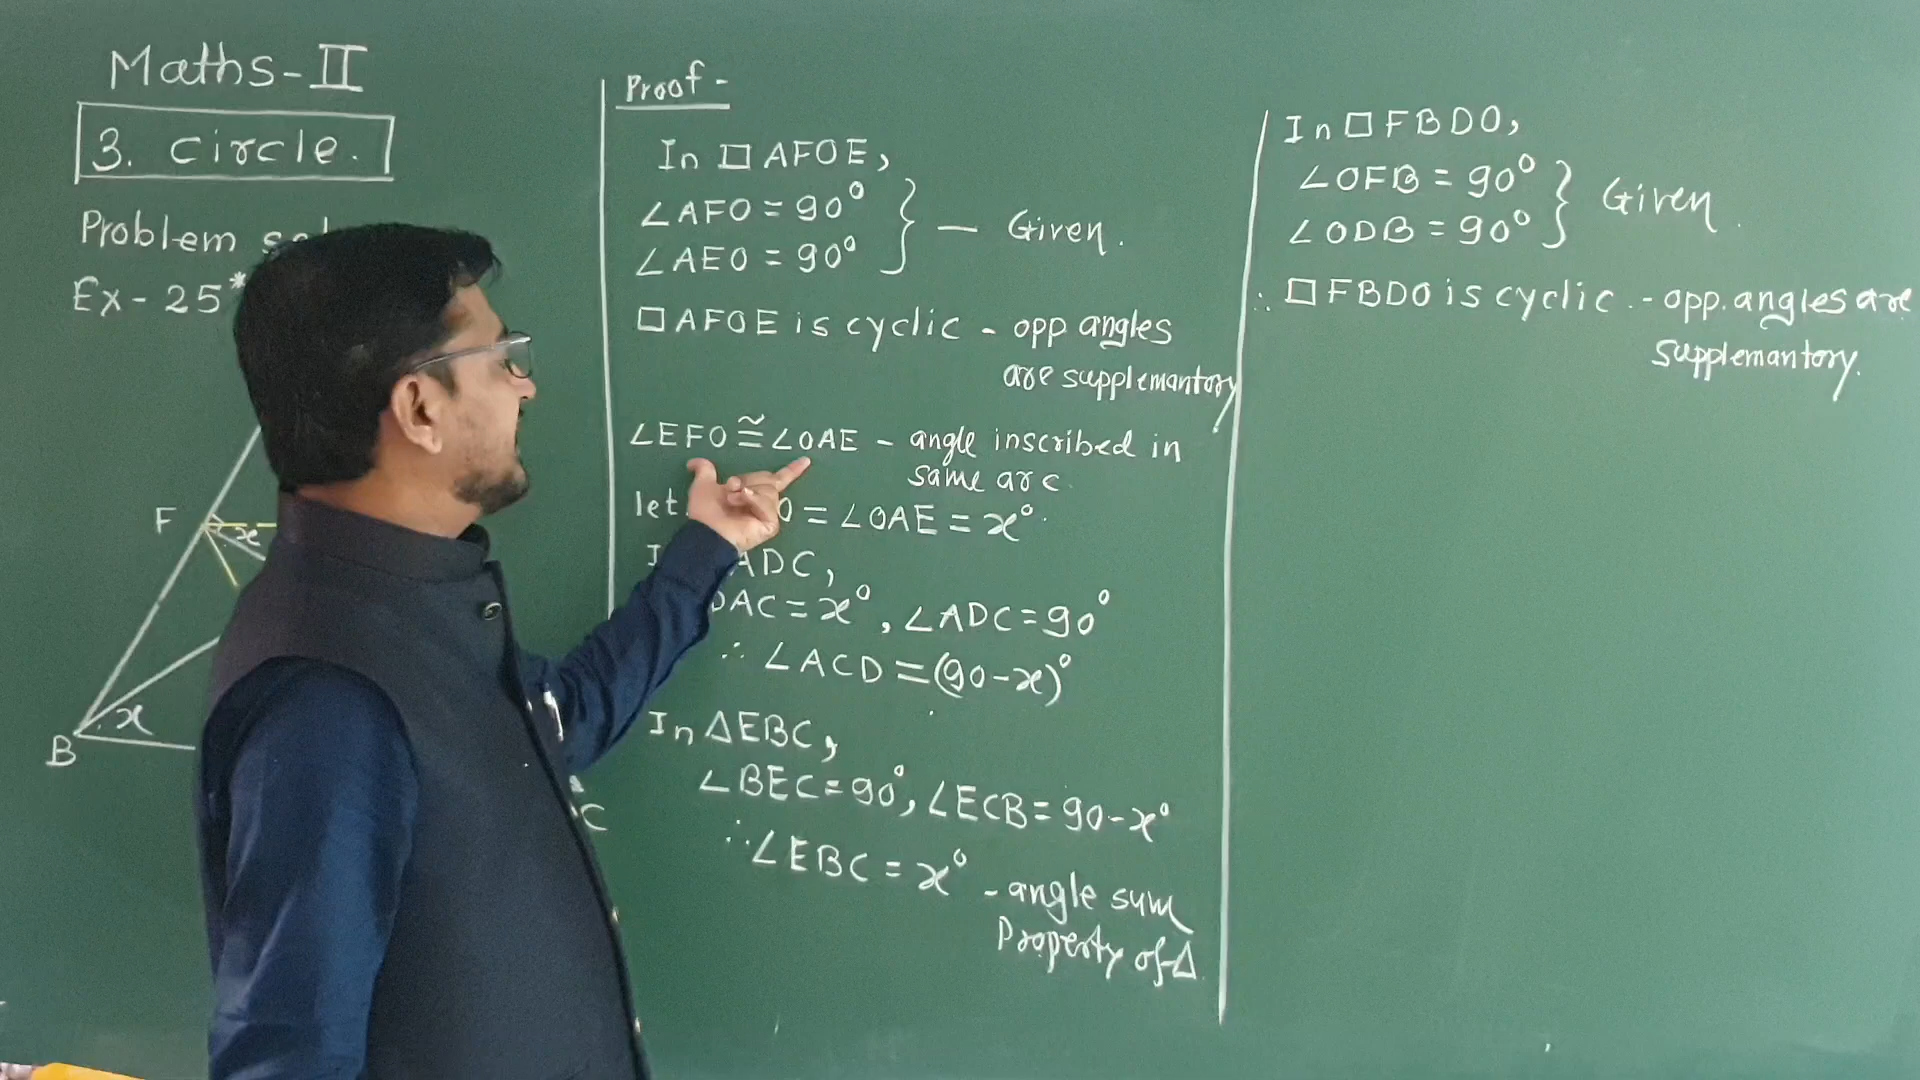 Maths-II
3. Circle.
Problem
Ex-25*
F
x
B
x
C
Proof -
In □AFOE,
∠AFO = 90°
∠AEO = 90°
} — Given.
□AFOE is cyclic - opp angles
are supplemantory
∠EFO ≅ ∠OAE - angle inscribed in
same arc
let O = ∠OAE = x°.
ADC,
DAC = x°, ∠ADC = 90°
∴ ∠ACD = (90-x)°
In ΔEBC,
∠BEC = 90°, ∠ECB = 90-x°
∴ ∠EBC = x° - angle sum
Property of Δ.
In □FBDO,
∠OFB = 90°
∠ODB = 90°
} Given.
∴ □FBDO is cyclic. - opp. angles are
supplemantory.